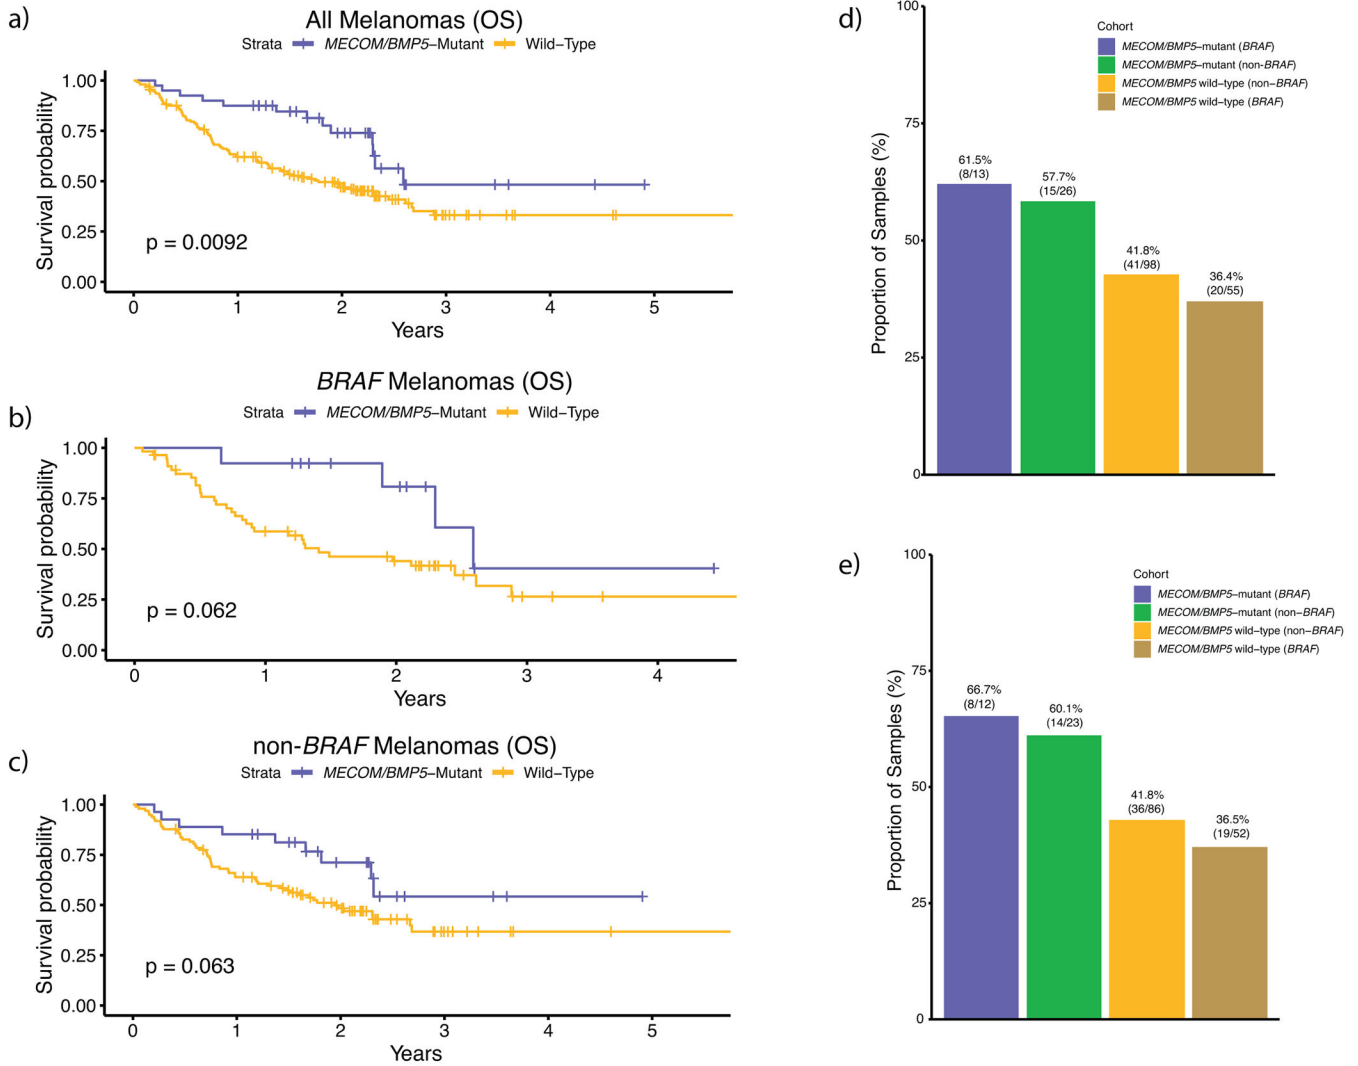 a)
All Melanomas (OS)
Strata MECOM/BMP5–Mutant Wild–Type
Survival probability
1.00
0.75
0.50
0.25
0.00
p = 0.0092
0 1 2 3 4 5
Years
b)
BRAF Melanomas (OS)
Strata MECOM/BMP5–Mutant Wild–Type
Survival probability
1.00
0.75
0.50
0.25
0.00
p = 0.062
0 1 2 3 4
Years
c)
non-BRAF Melanomas (OS)
Strata MECOM/BMP5–Mutant Wild–Type
Survival probability
1.00
0.75
0.50
0.25
0.00
p = 0.063
0 1 2 3 4 5
Years
d)
Proportion of Samples (%)
100
75
50
25
0
Cohort
MECOM/BMP5–mutant (BRAF)
MECOM/BMP5–mutant (non-BRAF)
MECOM/BMP5 wild–type (non–BRAF)
MECOM/BMP5 wild–type (BRAF)
61.5%
(8/13)
57.7%
(15/26)
41.8%
(41/98)
36.4%
(20/55)
e)
Proportion of Samples (%)
100
75
50
25
0
Cohort
MECOM/BMP5–mutant (BRAF)
MECOM/BMP5–mutant (non–BRAF)
MECOM/BMP5 wild–type (non–BRAF)
MECOM/BMP5 wild–type (BRAF)
66.7%
(8/12)
60.1%
(14/23)
41.8%
(36/86)
36.5%
(19/52)